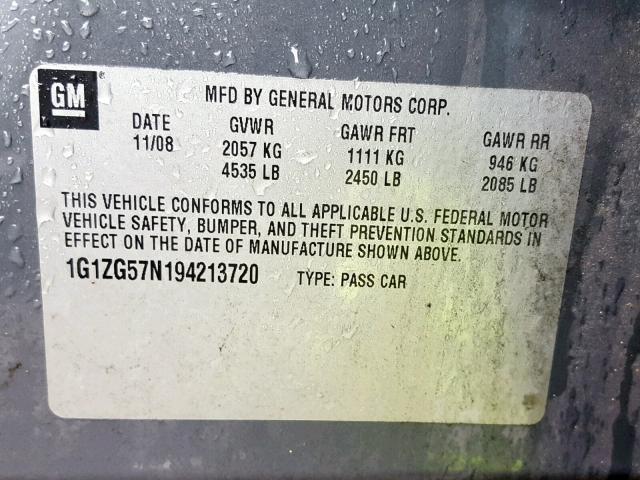 GM®
MFD BY GENERAL MOTORS CORP.
DATE GVWR GAWR FRT GAWR RR
11/08 2057 KG 1111 KG 946 KG
4535 LB 2450 LB 2085 LB
THIS VEHICLE CONFORMS TO ALL APPLICABLE U.S. FEDERAL MOTOR
VEHICLE SAFETY, BUMPER, AND THEFT PREVENTION STANDARDS IN
EFFECT ON THE DATE OF MANUFACTURE SHOWN ABOVE.
1G1ZG57N194213720 TYPE: PASS CAR